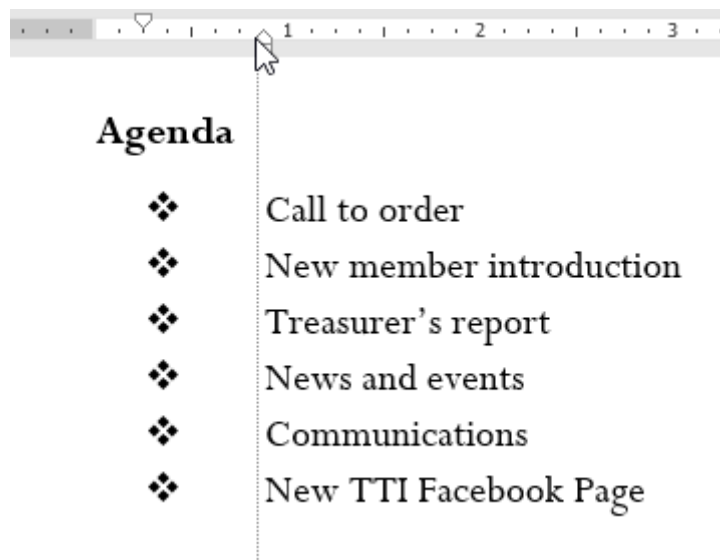 1 2 3
Agenda
❖ Call to order
❖ New member introduction
❖ Treasurer’s report
❖ News and events
❖ Communications
❖ New TTI Facebook Page